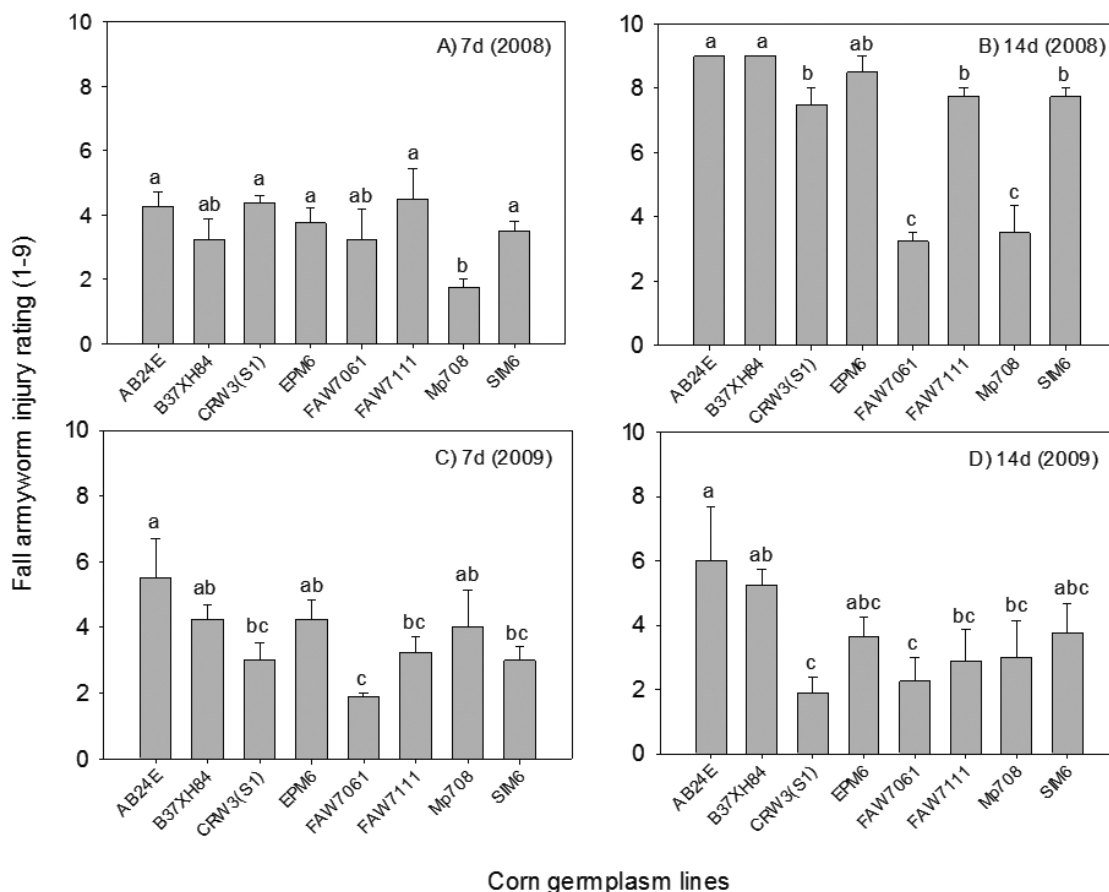 Fall armyworm injury rating (1-9)
A) 7d (2008)
10
8
6
4
2
0
a
ab
a
a
ab
a
b
a
AB24E
B37XH84
CRW3(S1)
EPM6
FAW7061
FAW7111
Mp708
SIM6
B) 14d (2008)
10
8
6
4
2
0
a
a
b
ab
c
b
c
b
AB24E
B37XH84
CRW3(S1)
EPM6
FAW7061
FAW7111
Mp708
SIM6
C) 7d (2009)
10
8
6
4
2
0
a
ab
bc
ab
c
bc
ab
bc
AB24E
B37XH84
CRW3(S1)
EPM6
FAW7061
FAW7111
Mp708
SIM6
D) 14d (2009)
10
8
6
4
2
0
a
ab
c
abc
c
bc
bc
abc
AB24E
B37XH84
CRW3(S1)
EPM6
FAW7061
FAW7111
Mp708
SIM6
Corn germplasm lines